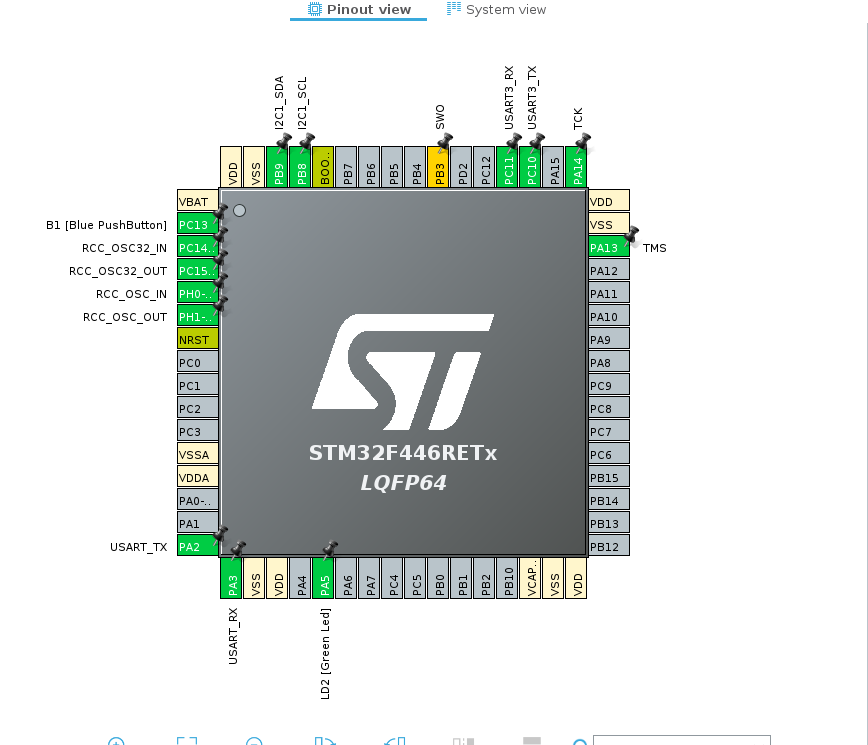 Pinout view
System view
I2C1_SDA
I2C1_SCL
SWO
USART3_RX
USART3_TX
TCK
VDD
VSS
PB9
PB8
BOO..
PB7
PB6
PB5
PB4
PB3
PD2
PC12
PC11
PC10
PA15
PA14
VBAT
B1 [Blue PushButton]
PC13
RCC_OSC32_IN
PC14..
RCC_OSC32_OUT
PC15..
RCC_OSC_IN
PH0-..
RCC_OSC_OUT
PH1-..
NRST
PC0
PC1
PC2
PC3
VSSA
VDDA
PA0-..
PA1
USART_TX
PA2
ST
STM32F446RETx
LQFP64
VDD
VSS
PA13
TMS
PA12
PA11
PA10
PA9
PA8
PC9
PC8
PC7
PC6
PB15
PB14
PB13
PB12
PA3
VSS
VDD
PA4
PA5
PA6
PA7
PC4
PC5
PB0
PB1
PB2
PB10
VCAP..
VSS
VDD
USART_RX
LD2 [Green Led]